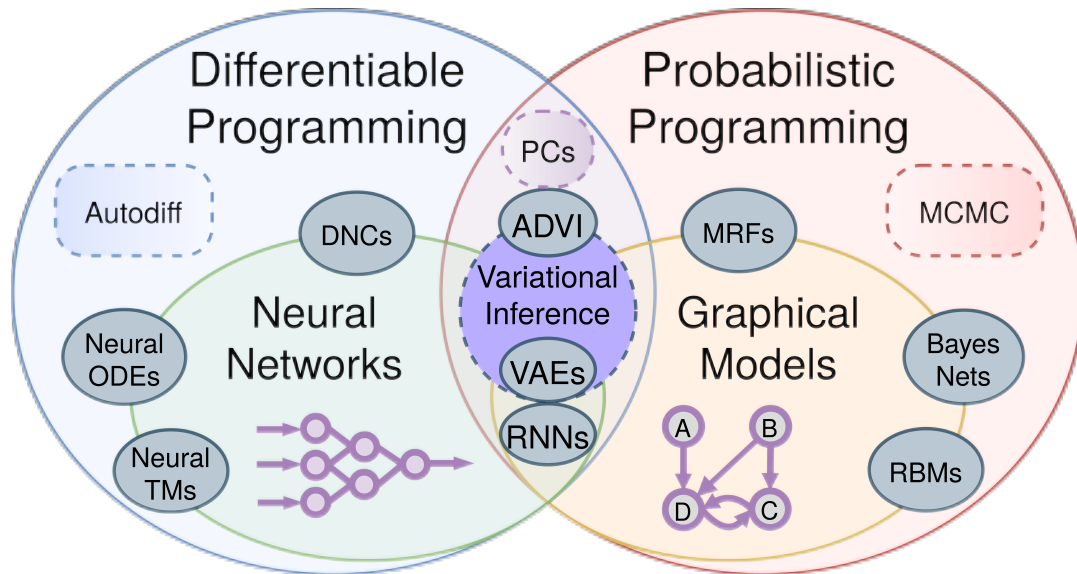 Differentiable
Programming
Probabilistic
Programming
PCs
Autodiff
MCMC
DNCs
ADVI
MRFs
Variational
Inference
Neural
Networks
Graphical
Models
Neural
ODEs
VAEs
Bayes
Nets
RNNs
A
B
Neural
TMs
RBMs
D
C